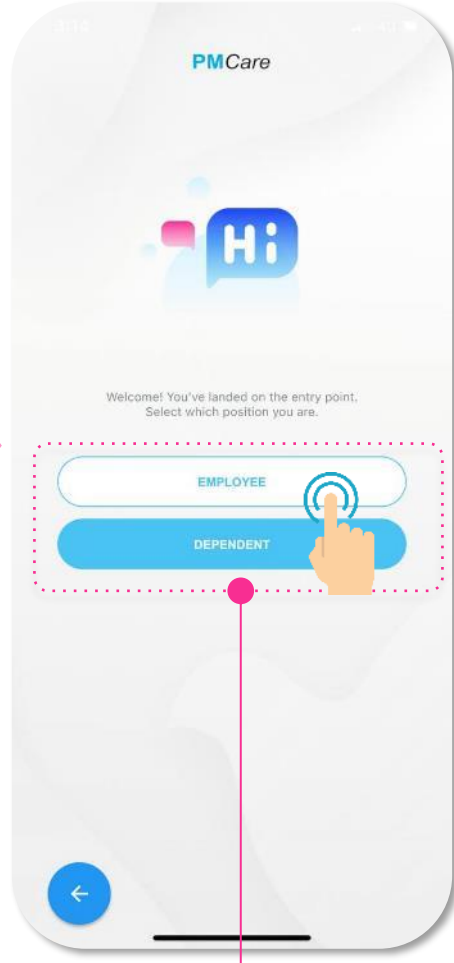 PMCare
Hi
Welcome! You've landed on the entry point.
Select which position you are.
EMPLOYEE
DEPENDENT